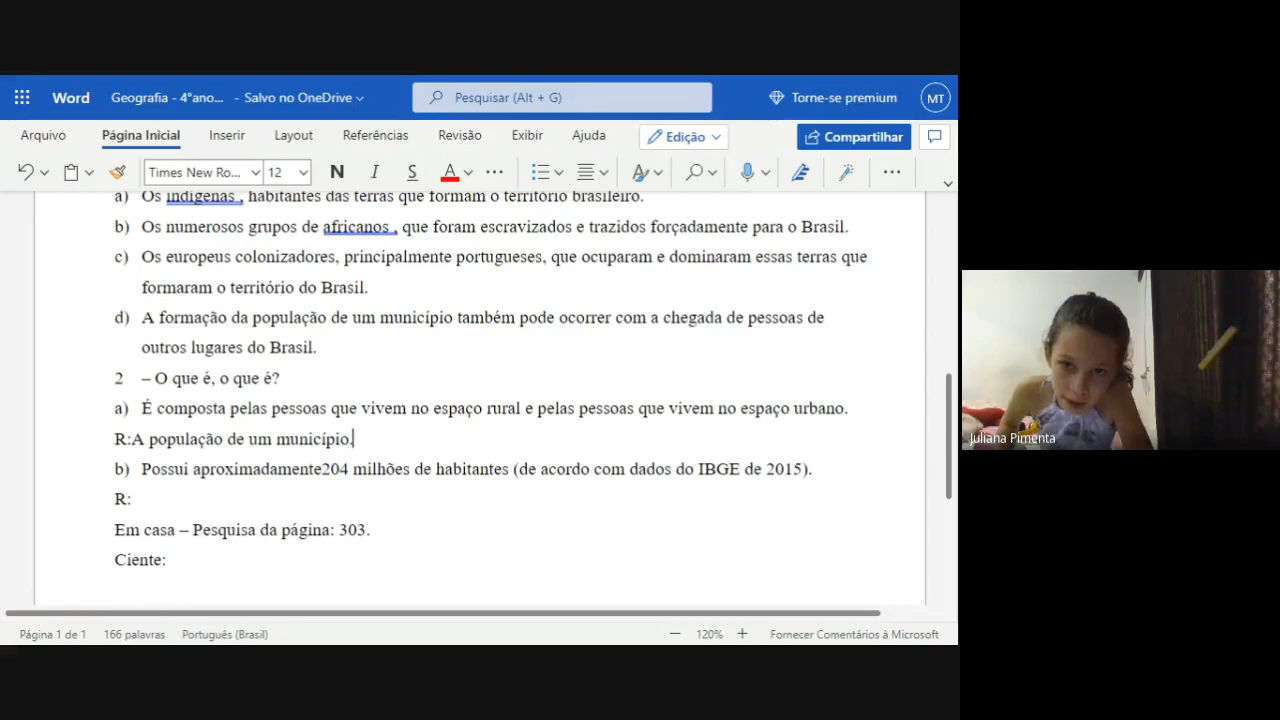 Word Geografia - 4°ano... - Salvo no OneDrive Pesquisar (Alt + G) Torne-se premium MT
Arquivo Página Inicial Inserir Layout Referências Revisão Exibir Ajuda Edição Compartilhar
Times New Ro... 12 N I S A ...
a) Os indígenas , habitantes das terras que formam o território brasileiro.
b) Os numerosos grupos de africanos , que foram escravizados e trazidos forçadamente para o Brasil.
c) Os europeus colonizadores, principalmente portugueses, que ocuparam e dominaram essas terras que
formaram o território do Brasil.
d) A formação da população de um município também pode ocorrer com a chegada de pessoas de
outros lugares do Brasil.
2 – O que é, o que é?
a) É composta pelas pessoas que vivem no espaço rural e pelas pessoas que vivem no espaço urbano.
R:A população de um município.
b) Possui aproximadamente204 milhões de habitantes (de acordo com dados do IBGE de 2015).
R:
Em casa – Pesquisa da página: 303.
Ciente:
Página 1 de 1 166 palavras Português (Brasil) 120% Fornecer Comentários à Microsoft
Juliana Pimenta